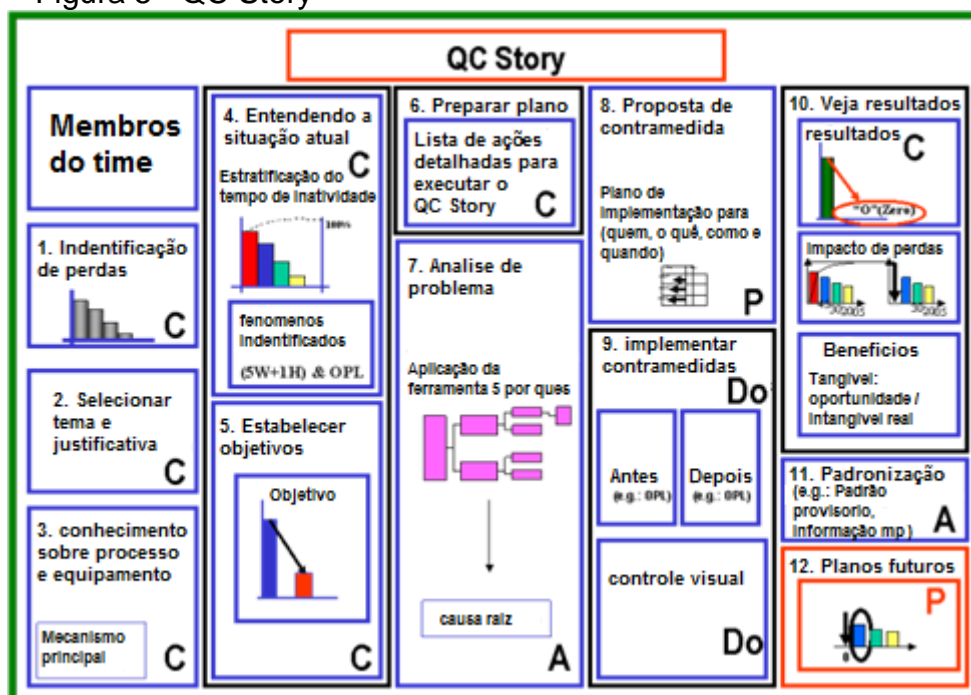 QC Story
Membros
do time
1. Indentificação
de perdas
C
2. Selecionar
tema e
justificativa
C
3. conhecimento
sobre processo
e equipamento
Mecanismo
principal
C
4. Entendendo a
situação atual
C
Estratificação do
tempo de inatividade
100%
fenomenos
indentificados
(5W+1H) & OPL
5. Estabelecer
objetivos
Objetivo
C
6. Preparar plano
Lista de ações
detalhadas para
executar o
QC Story
C
7. Analise de
problema
Aplicação da
ferramenta 5 por ques
causa raiz
A
8. Proposta de
contramedida
Plano de
implementação para
(quem, o quê, como e
quando)
P
9. implementar
contramedidas
Do
Antes
(e.g.: OPL)
Depois
(e.g.: OPL)
controle visual
Do
10. Veja resultados
resultados
C
"0"(Zero)
Impacto de perdas
Beneficios
Tangivel:
oportunidade /
intangivel real
11. Padronização
(e.g.: Padrão
provisorio,
informação mp )
A
12. Planos futuros
P